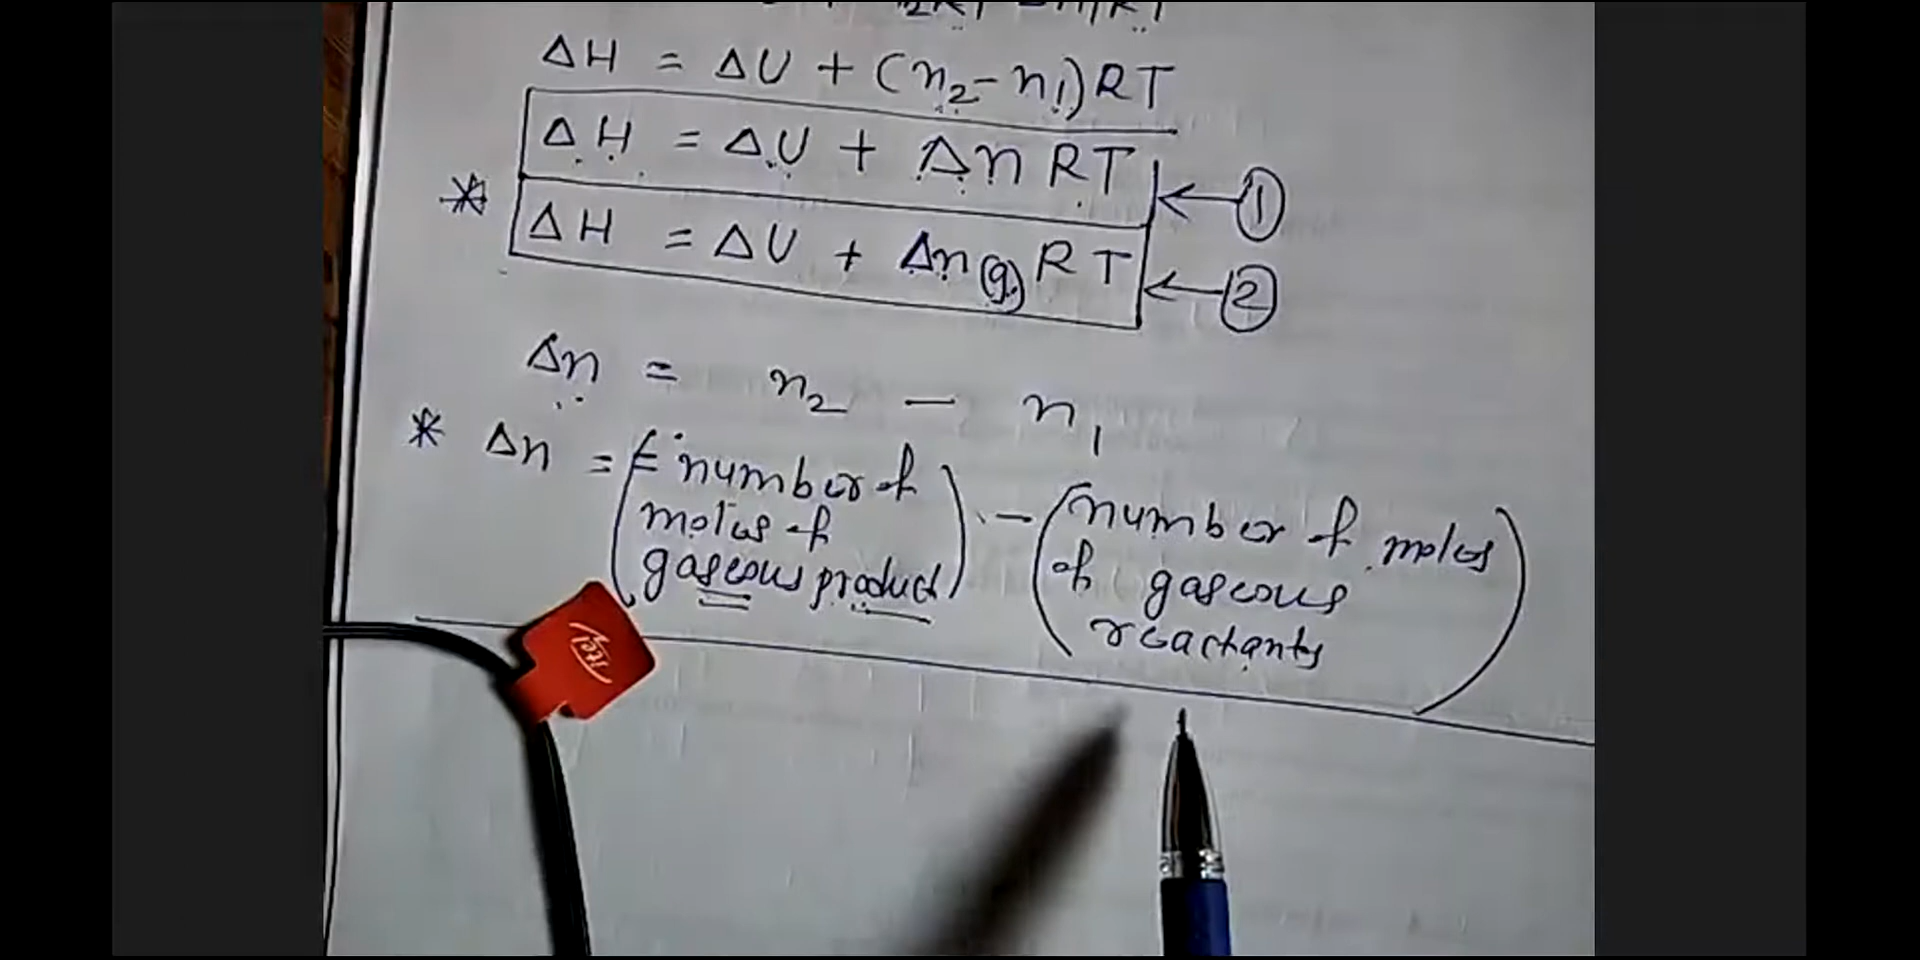 ΔH = ΔU + (n₂ - n₁)RT
ΔH = ΔU + Δn RT ← ①
* ΔH = ΔU + Δn(g) RT ← ②
Δn = n₂ - n₁
* Δn = (number of moles of gaseous product) - (number of moles of gaseous reactants)
itel